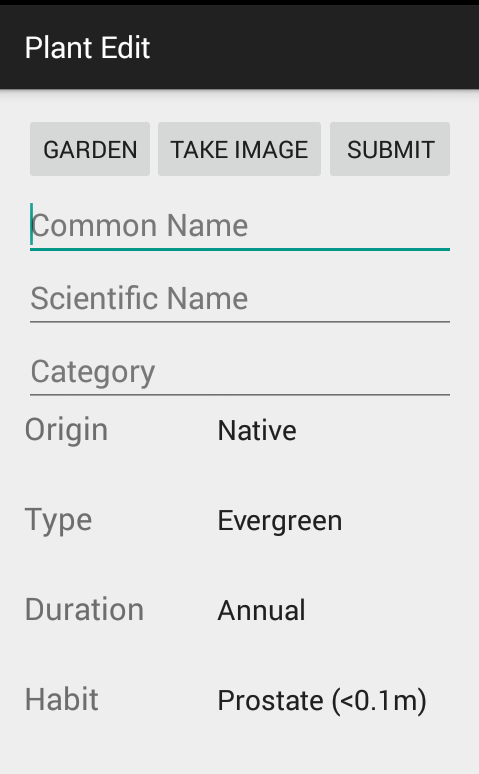 Plant Edit
GARDEN TAKE IMAGE SUBMIT
Common Name
Scientific Name
Category
Origin Native
Type Evergreen
Duration Annual
Habit Prostate (<0.1m)